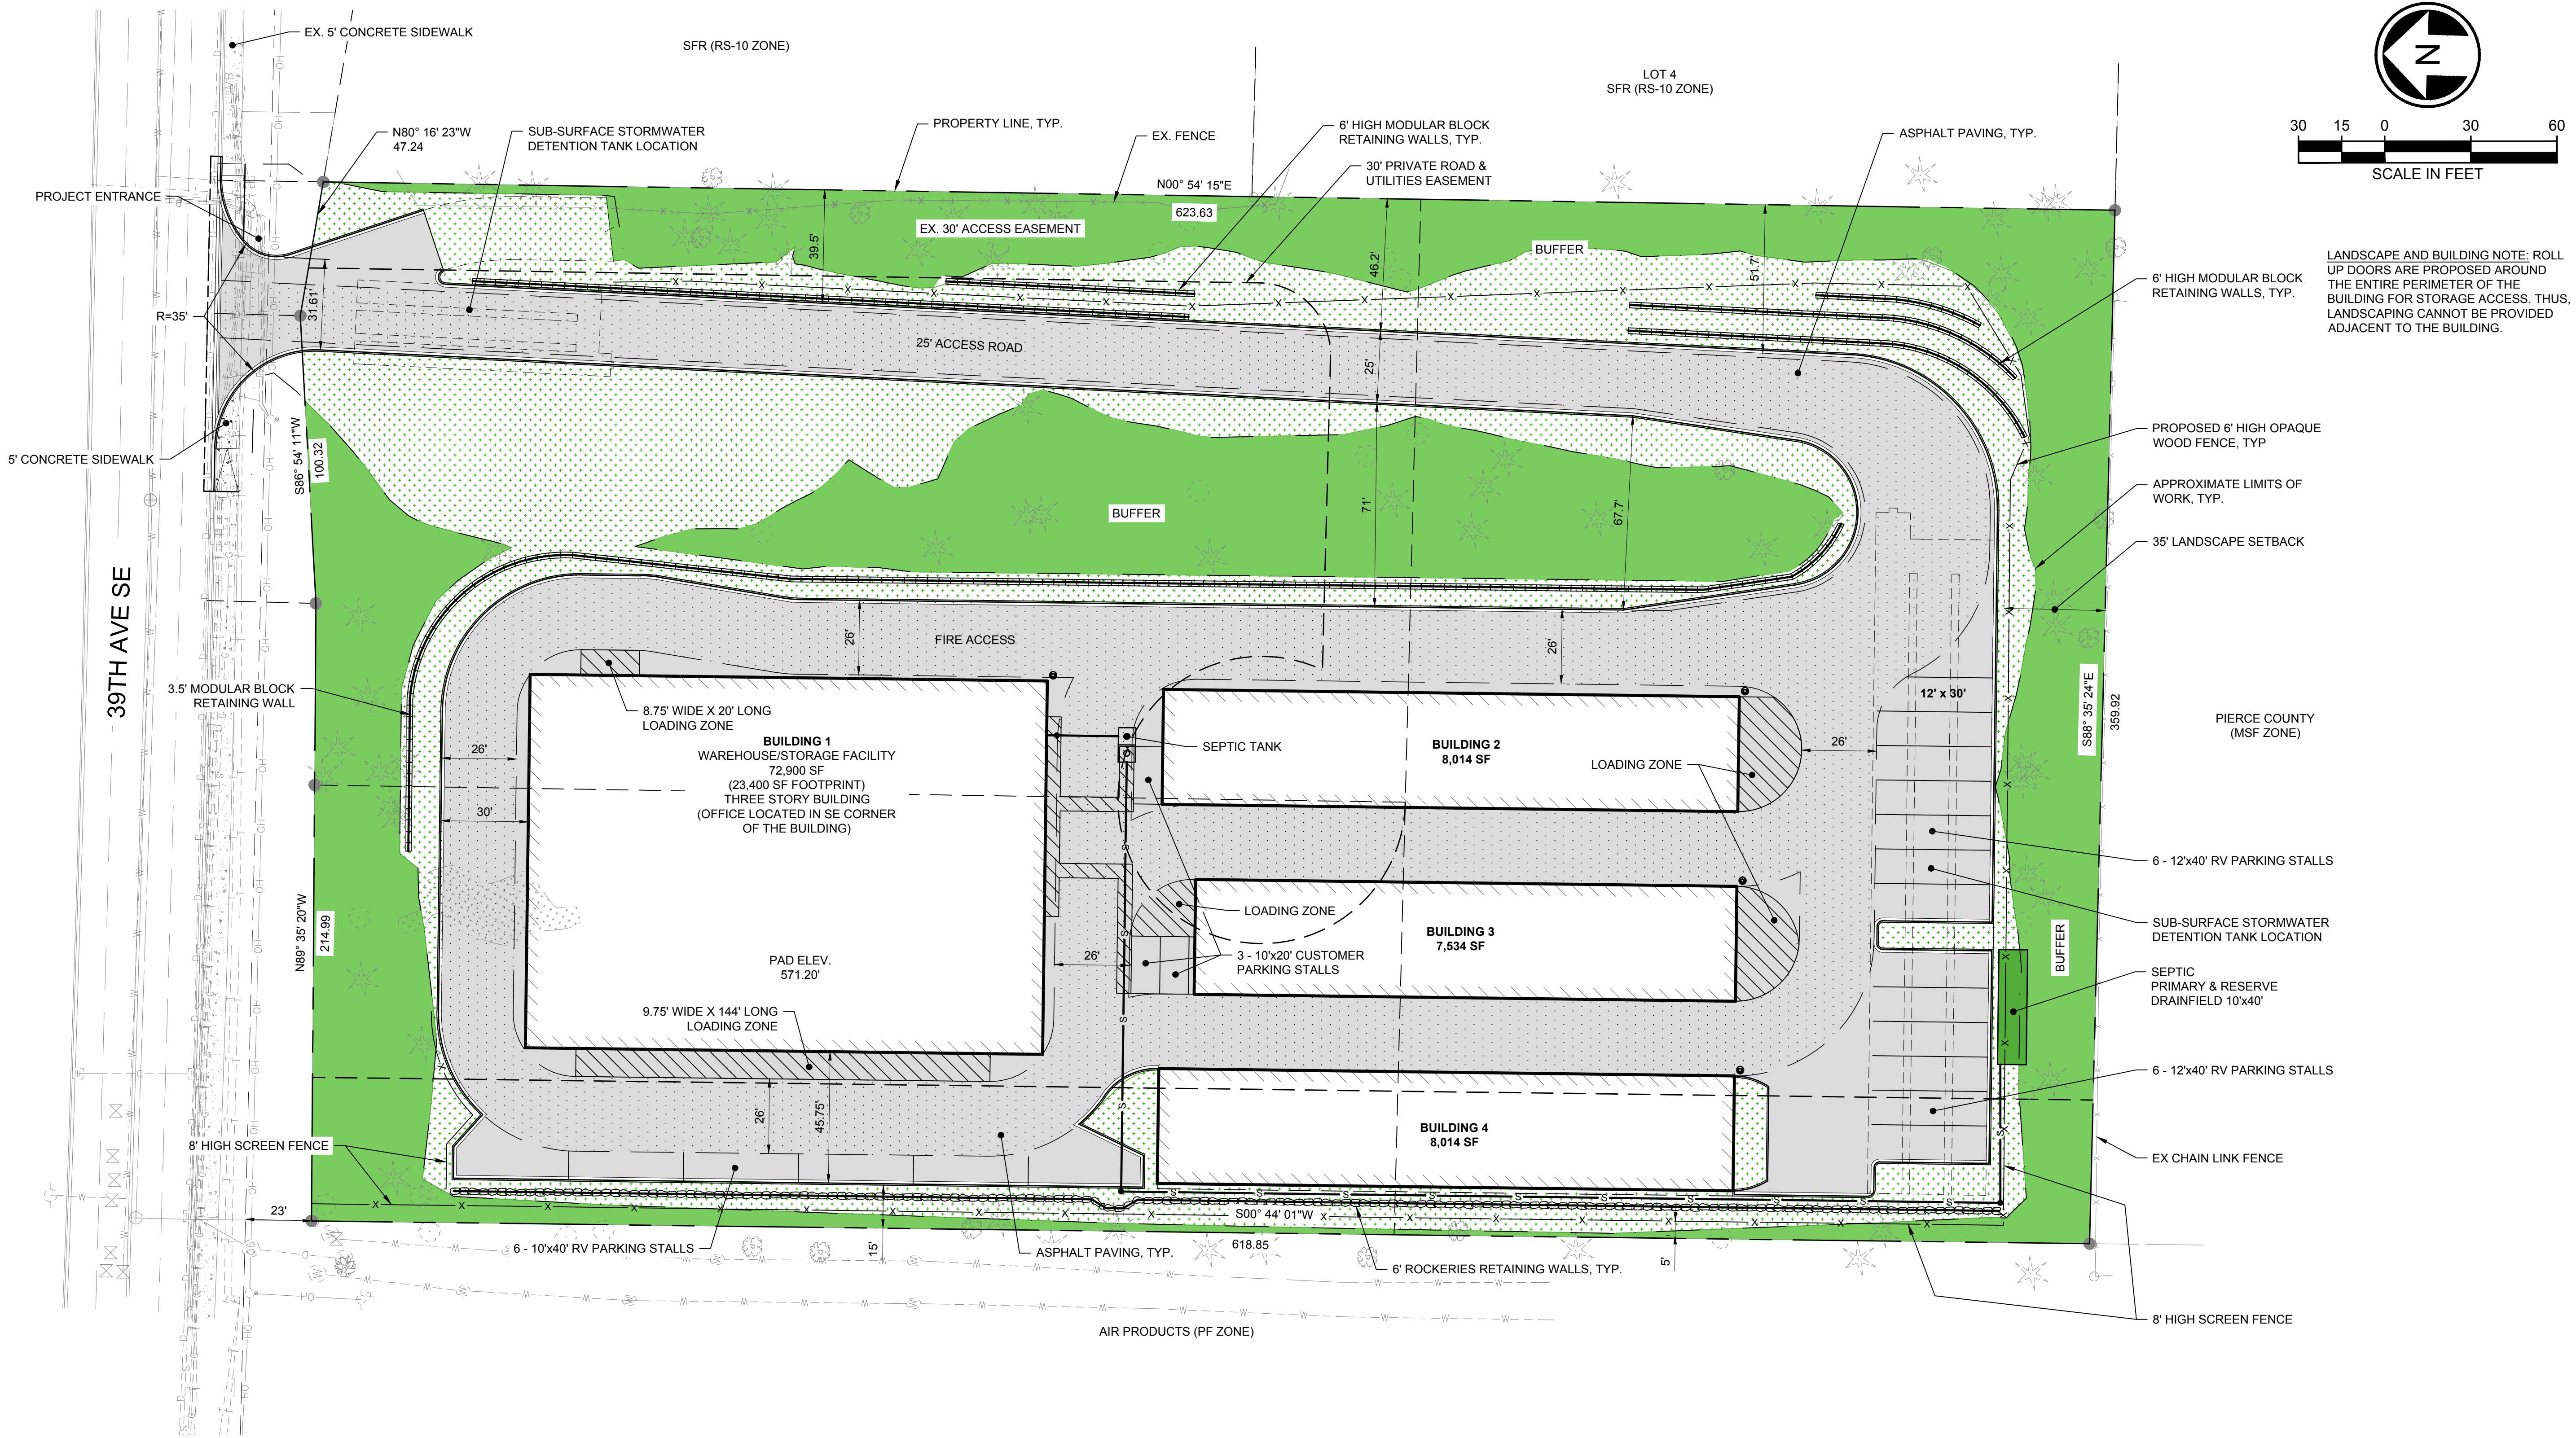 EX. 5' CONCRETE SIDEWALK
SFR (RS-10 ZONE)
LOT 4
SFR (RS-10 ZONE)
N
30 15 0 30 60
SCALE IN FEET
N80° 16' 23"W
47.24
SUB-SURFACE STORMWATER
DETENTION TANK LOCATION
PROPERTY LINE, TYP.
EX. FENCE
6' HIGH MODULAR BLOCK
RETAINING WALLS, TYP.
30' PRIVATE ROAD &
UTILITIES EASEMENT
ASPHALT PAVING, TYP.
PROJECT ENTRANCE
N00° 54' 15"E
623.63
EX. 30' ACCESS EASEMENT
BUFFER
39.5'
46.2'
51.7'
LANDSCAPE AND BUILDING NOTE: ROLL
UP DOORS ARE PROPOSED AROUND
THE ENTIRE PERIMETER OF THE
BUILDING FOR STORAGE ACCESS. THUS,
LANDSCAPING CANNOT BE PROVIDED
ADJACENT TO THE BUILDING.
6' HIGH MODULAR BLOCK
RETAINING WALLS, TYP.
R=35'
31.61'
25' ACCESS ROAD
25'
5' CONCRETE SIDEWALK
S86° 54' 11"W
100.32
PROPOSED 6' HIGH OPAQUE
WOOD FENCE, TYP
APPROXIMATE LIMITS OF
WORK, TYP.
BUFFER
71'
67.7'
35' LANDSCAPE SETBACK
39TH AVE SE
26'
FIRE ACCESS
26'
3.5' MODULAR BLOCK
RETAINING WALL
8.75' WIDE X 20' LONG
LOADING ZONE
BUILDING 1
WAREHOUSE/STORAGE FACILITY
72,900 SF
(23,400 SF FOOTPRINT)
THREE STORY BUILDING
(OFFICE LOCATED IN SE CORNER
OF THE BUILDING)
SEPTIC TANK
BUILDING 2
8,014 SF
LOADING ZONE
26'
12' x 30'
S88° 35' 24"E
359.92
PIERCE COUNTY
(MSF ZONE)
26'
30'
6 - 12'x40' RV PARKING STALLS
N89° 35' 20"W
214.99
LOADING ZONE
BUILDING 3
7,534 SF
SUB-SURFACE STORMWATER
DETENTION TANK LOCATION
BUFFER
PAD ELEV.
571.20'
26'
3 - 10'x20' CUSTOMER
PARKING STALLS
SEPTIC
PRIMARY & RESERVE
DRAINFIELD 10'x40'
9.75' WIDE X 144' LONG
LOADING ZONE
6 - 12'x40' RV PARKING STALLS
26'
45.75'
BUILDING 4
8,014 SF
8' HIGH SCREEN FENCE
EX CHAIN LINK FENCE
23'
S00° 44' 01"W
618.85
6 - 10'x40' RV PARKING STALLS
15'
ASPHALT PAVING, TYP.
6' ROCKERIES RETAINING WALLS, TYP.
5'
8' HIGH SCREEN FENCE
AIR PRODUCTS (PF ZONE)